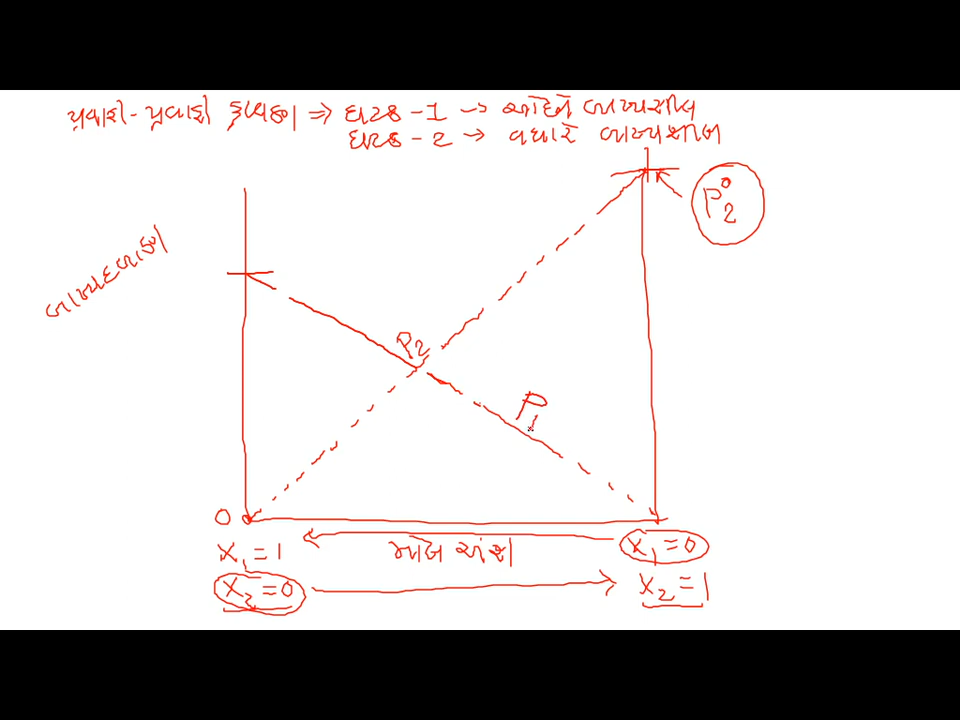 પ્રવાહી-પ્રવાહી દ્રાવણ ⇒ ઘટક-1 → ઓછો બાષ્પશીલ
ઘટક-2 → વધારે બાષ્પશીલ
P₂⁰
બાષ્પદબાણ
P₂
P₁
0
x₁=1 મોલ અંશ x₁=0
x₂=0 x₂=1